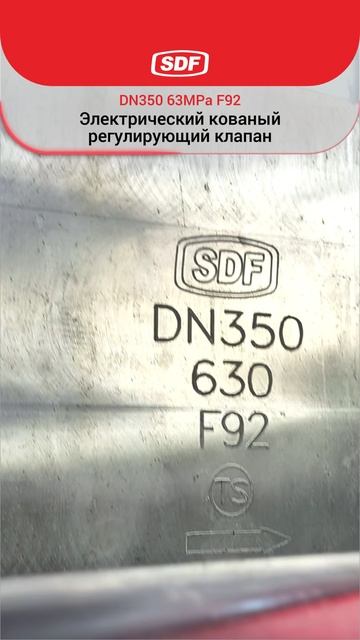 SDF
DN350 63MPa F92
Электрический кованый
регулирующий клапан
SDF
DN350
630
F92
TS